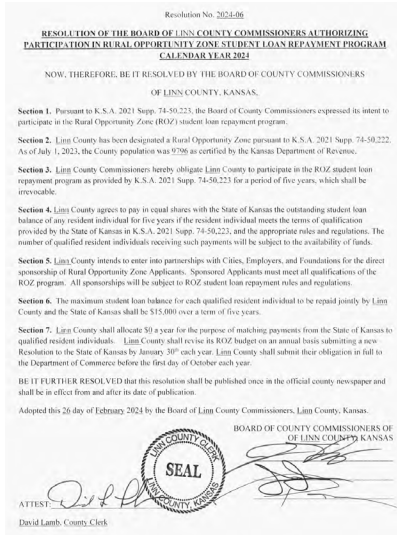 Resolution No. 2024-06
RESOLUTION OF THE BOARD OF LINN COUNTY COMMISSIONERS AUTHORIZING
PARTICIPATION IN RURAL OPPORTUNITY ZONE STUDENT LOAN REPAYMENT PROGRAM
CALENDAR YEAR 2024
NOW, THEREFORE, BE IT RESOLVED BY THE BOARD OF COUNTY COMMISSIONERS
OF LINN COUNTY, KANSAS,
Section 1. Pursuant to K.S.A. 2021 Supp. 74-50,223, the Board of County Commissioners expressed its intent to
participate in the Rural Opportunity Zone (ROZ) student loan repayment program.
Section 2. Linn County has been designated a Rural Opportunity Zone pursuant to K.S.A. 2021 Supp. 74-50,222.
As of July 1, 2023, the County population was 9796 as certified by the Kansas Department of Revenue.
Section 3. Linn County Commissioners hereby obligate Linn County to participate in the ROZ student loan
repayment program as provided by K.S.A. 2021 Supp. 74-50,223 for a period of five years, which shall be
irrevocable.
Section 4. Linn County agrees to pay in equal shares with the State of Kansas the outstanding student loan
balance of any resident individual for five years if the resident individual meets the terms of qualification
provided by the State of Kansas in K.S.A. 2021 Supp. 74-50,223, and the appropriate rules and regulations. The
number of qualified resident individuals receiving such payments will be subject to the availability of funds.
Section 5. Linn County intends to enter into partnerships with Cities, Employers, and Foundations for the direct
sponsorship of Rural Opportunity Zone Applicants. Sponsored Applicants must meet all qualifications of the
ROZ program. All sponsorships will be subject to ROZ student loan repayment rules and regulations.
Section 6. The maximum student loan balance for each qualified resident individual to be repaid jointly by Linn
County and the State of Kansas shall be $15,000 over a term of five years.
Section 7. Linn County shall allocate $0 a year for the purpose of matching payments from the State of Kansas to
qualified resident individuals. Linn County shall revise its ROZ budget on an annual basis submitting a new
Resolution to the State of Kansas by January 30th each year. Linn County shall submit their obligation in full to
the Department of Commerce before the first day of October each year.
BE IT FURTHER RESOLVED that this resolution shall be published once in the official county newspaper and
shall be in effect from and after its date of publication.
Adopted this 26 day of February 2024 by the Board of Linn County Commissioners, Linn County, Kansas.
BOARD OF COUNTY COMMISSIONERS OF
OF LINN COUNTY, KANSAS
LINN COUNTY CLERK
SEAL
LINN COUNTY, KANSAS
ATTEST:
David Lamb, County Clerk